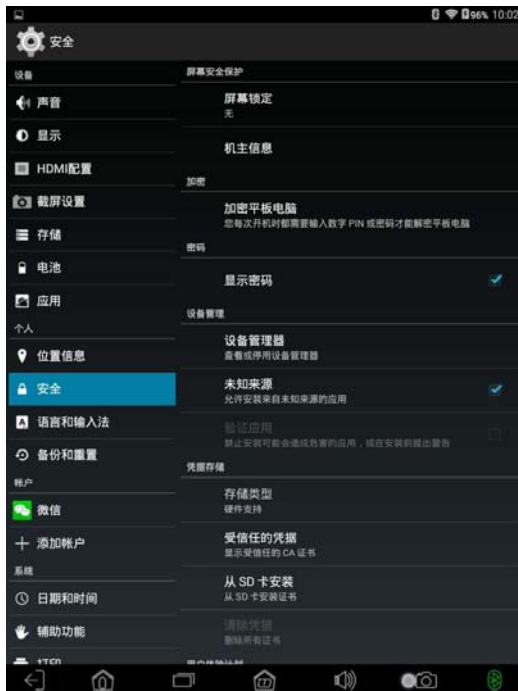 96% 10:02
安全
设备
声音
显示
HDMI配置
截屏设置
存储
电池
应用
个人
位置信息
安全
语言和输入法
备份和重置
帐户
微信
添加帐户
系统
日期和时间
辅助功能
打印
屏幕安全保护
屏幕锁定
无
机主信息
加密
加密平板电脑
您每次开机时都需要输入数字 PIN 或密码才能解密平板电脑
密码
显示密码
设备管理
设备管理器
查看或停用设备管理器
未知来源
允许安装来自未知来源的应用
验证应用
禁止安装可能会造成危害的应用，或在安装前提出警告
凭据存储
存储类型
硬件支持
受信任的凭据
显示受信任的 CA 证书
从 SD 卡安装
从 SD 卡安装证书
清除凭据
删除所有证书